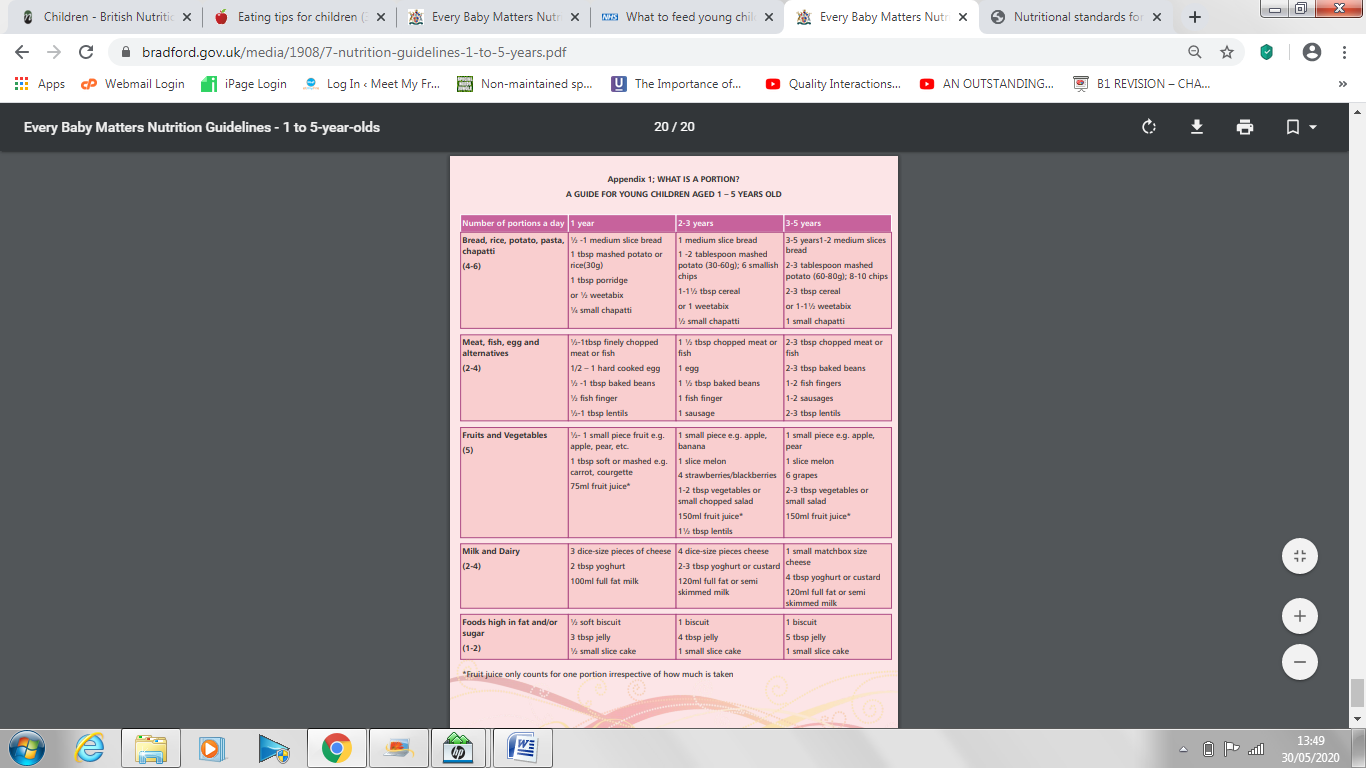 Children - British Nutritio
Eating tips for children (2
Every Baby Matters Nutr
What to feed young chil
Every Baby Matters Nutr
Nutritional standards for
bradford.gov.uk/media/1908/7-nutrition-guidelines-1-to-5-years.pdf
Apps
Webmail Login
iPage Login
Log In ‹ Meet My Fr...
Non-maintained sp...
The Importance of...
Quality Interactions...
AN OUTSTANDING...
B1 REVISION – CHA...
»
Every Baby Matters Nutrition Guidelines - 1 to 5-year-olds
20 / 20
Appendix 1; WHAT IS A PORTION?
A GUIDE FOR YOUNG CHILDREN AGED 1 – 5 YEARS OLD
Number of portions a day
1 year
2-3 years
3-5 years
Bread, rice, potato, pasta,
chapatti
(4-6)
½ -1 medium slice bread
1 tbsp mashed potato or
rice(30g)
1 tbsp porridge
or ½ weetabix
¼ small chapatti
1 medium slice bread
1 -2 tablespoon mashed
potato (30-60g); 6 smallish
chips
1-1½ tbsp cereal
or 1 weetabix
½ small chapatti
3-5 years1-2 medium slices
bread
2-3 tablespoon mashed
potato (60-80g); 8-10 chips
2-3 tbsp cereal
or 1-1½ weetabix
1 small chapatti
Meat, fish, egg and
alternatives
(2-4)
½-1tbsp finely chopped
meat or fish
1/2 – 1 hard cooked egg
½ -1 tbsp baked beans
½ fish finger
½-1 tbsp lentils
1 ½ tbsp chopped meat or
fish
1 egg
1 ½ tbsp baked beans
1 fish finger
1 sausage
2-3 tbsp chopped meat or
fish
2-3 tbsp baked beans
1-2 fish fingers
1-2 sausages
2-3 tbsp lentils
Fruits and Vegetables
(5)
½- 1 small piece fruit e.g.
apple, pear, etc.
1 tbsp soft or mashed e.g.
carrot, courgette
75ml fruit juice*
1 small piece e.g. apple,
banana
1 slice melon
4 strawberries/blackberries
1-2 tbsp vegetables or
small chopped salad
150ml fruit juice*
1½ tbsp lentils
1 small piece e.g. apple,
pear
1 slice melon
6 grapes
2-3 tbsp vegetables or
small salad
150ml fruit juice*
Milk and Dairy
(2-4)
3 dice-size pieces of cheese
2 tbsp yoghurt
100ml full fat milk
4 dice-size pieces cheese
2-3 tbsp yoghurt or custard
120ml full fat or semi
skimmed milk
1 small matchbox size
cheese
4 tbsp yoghurt or custard
120ml full fat or semi
skimmed milk
Foods high in fat and/or
sugar
(1-2)
½ soft biscuit
3 tbsp jelly
½ small slice cake
1 biscuit
4 tbsp jelly
1 small slice cake
1 biscuit
5 tbsp jelly
1 small slice cake
*Fruit juice only counts for one portion irrespective of how much is taken
13:49
30/05/2020